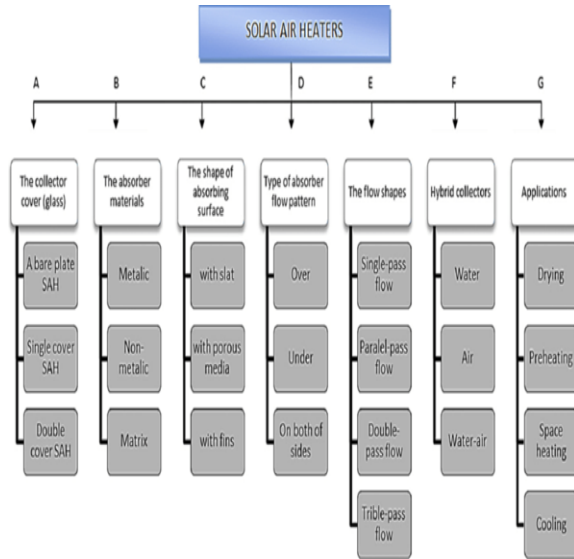 SOLAR AIR HEATERS
A B C D E F G
The collector
cover (glass)
A bare plate
SAH
Single cover
SAH
Double
cover SAH
The absorber
materials
Metalic
Non-
metalic
Matrix
The shape of
absorbing
surface
with slat
with porous
media
with fins
Type of absorber
flow pattern
Over
Under
On both of
sides
The flow shapes
Single-pass
flow
Paralel-pass
flow
Double-
pass flow
Trible-pass
flow
Hybrid collectors
Water
Air
Water-air
Applications
Drying
Preheating
Space
heating
Cooling